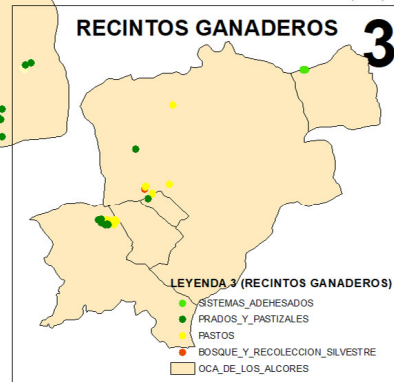 RECINTOS GANADEROS
3
LEYENDA 3 (RECINTOS GANADEROS)
SISTEMAS_ADEHESADOS
PRADOS_Y_PASTIZALES
PASTOS
BOSQUE_Y_RECOLECCION_SILVESTRE
OCA_DE_LOS_ALCORES